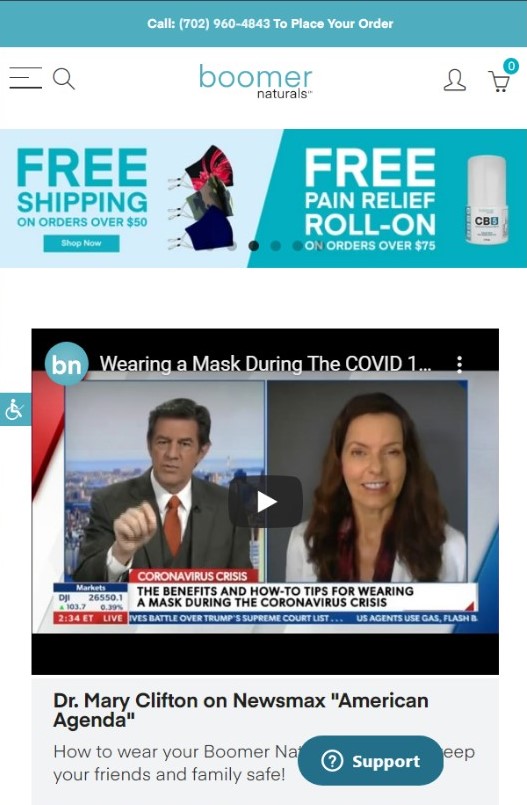 Call: (702) 960-4843 To Place Your Order
0
boomer
naturals
FREE
SHIPPING
ON ORDERS OVER $50
Shop Now
FREE
PAIN RELIEF
ROLL-ON
ON ORDERS OVER $75
CB5
bn
Wearing a Mask During The COVID 1...
CORONAVIRUS CRISIS
Markets
DJI 26550.1
▲ 103.7 0.39%
THE BENEFITS AND HOW-TO TIPS FOR WEARING
A MASK DURING THE CORONAVIRUS CRISIS
2:34 ET LIVE IVES BATTLE OVER TRUMP'S SUPREME COURT LIST . . . US AGENTS USE GAS, FLASH B
Dr. Mary Clifton on Newsmax "American
Agenda"
How to wear your Boomer Nat eep
your friends and family safe!
Support